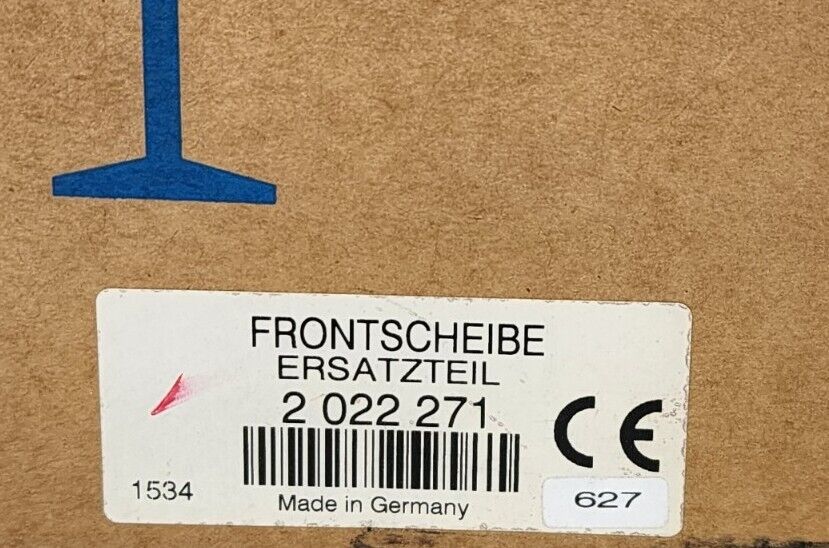 FRONTSCHEIBE
ERSATZTEIL
2 022 271
CE
1534
Made in Germany
627